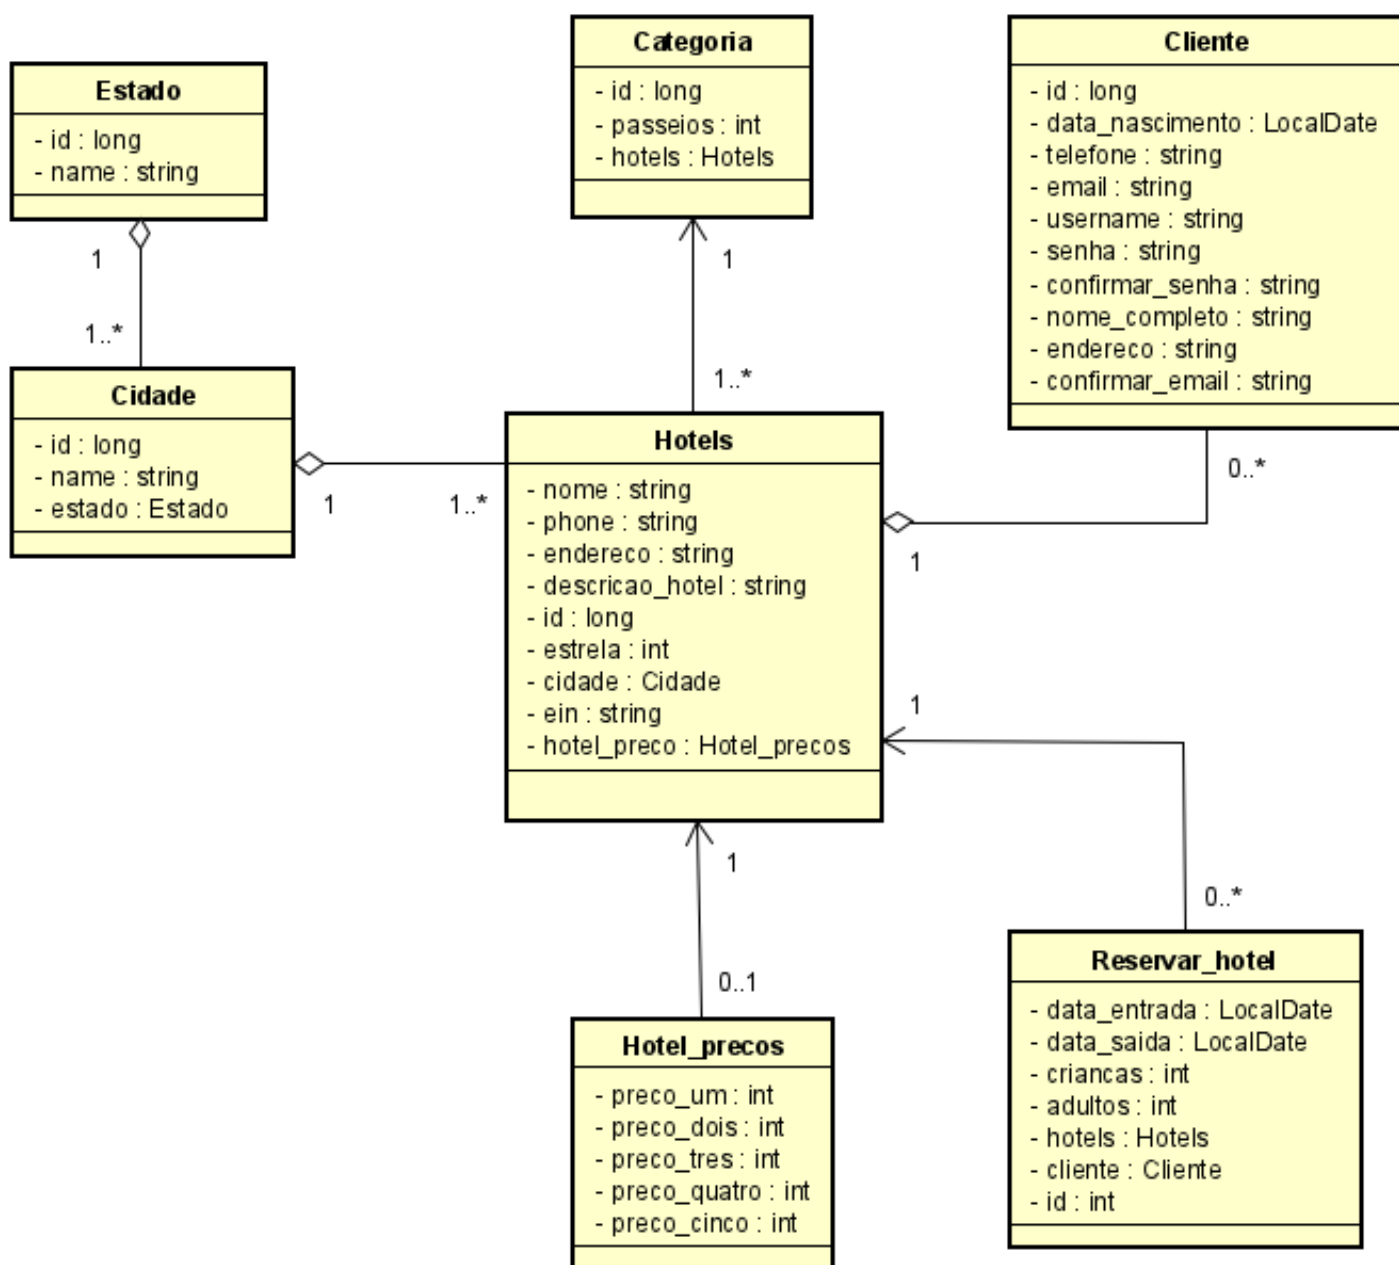 Estado
- id : long
- name : string
1
1..*
Cidade
- id : long
- name : string
- estado : Estado
1
1..*
Categoria
- id : long
- passeios : int
- hotels : Hotels
1
1..*
Hotels
- nome : string
- phone : string
- endereco : string
- descricao_hotel : string
- id : long
- estrela : int
- cidade : Cidade
- ein : string
- hotel_preco : Hotel_precos
Cliente
- id : long
- data_nascimento : LocalDate
- telefone : string
- email : string
- username : string
- senha : string
- confirmar_senha : string
- nome_completo : string
- endereco : string
- confirmar_email : string
0..*
1
1
0..*
1
0..1
Hotel_precos
- preco_um : int
- preco_dois : int
- preco_tres : int
- preco_quatro : int
- preco_cinco : int
Reservar_hotel
- data_entrada : LocalDate
- data_saida : LocalDate
- criancas : int
- adultos : int
- hotels : Hotels
- cliente : Cliente
- id : int